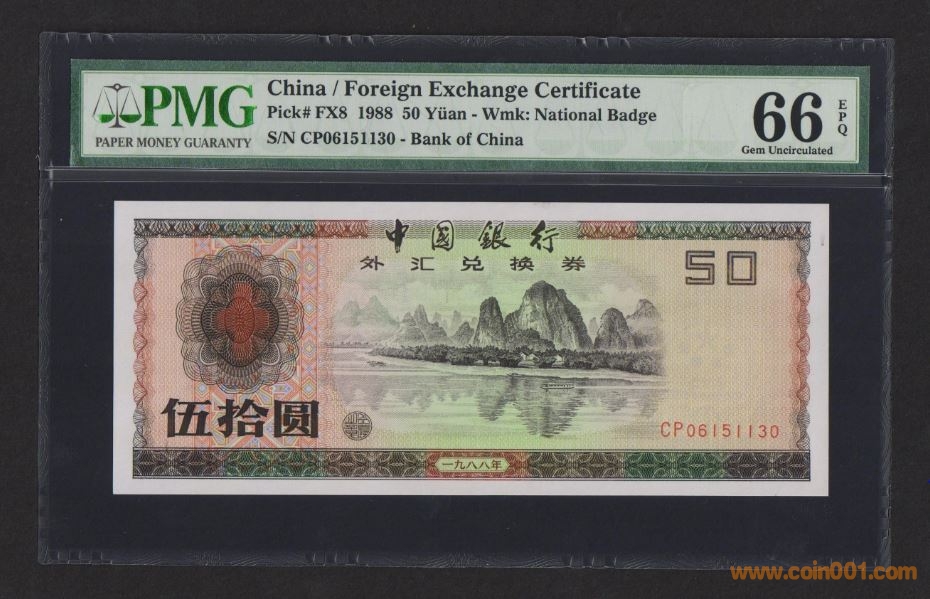 PMG
PAPER MONEY GUARANTY
China / Foreign Exchange Certificate
Pick# FX8 1988 50 Yüan - Wmk: National Badge
S/N CP06151130 - Bank of China
66 EPQ
Gem Uncirculated
中國銀行
外汇兑换券
50
伍拾圆
CP06151130
一九八八年
www.coin001.com